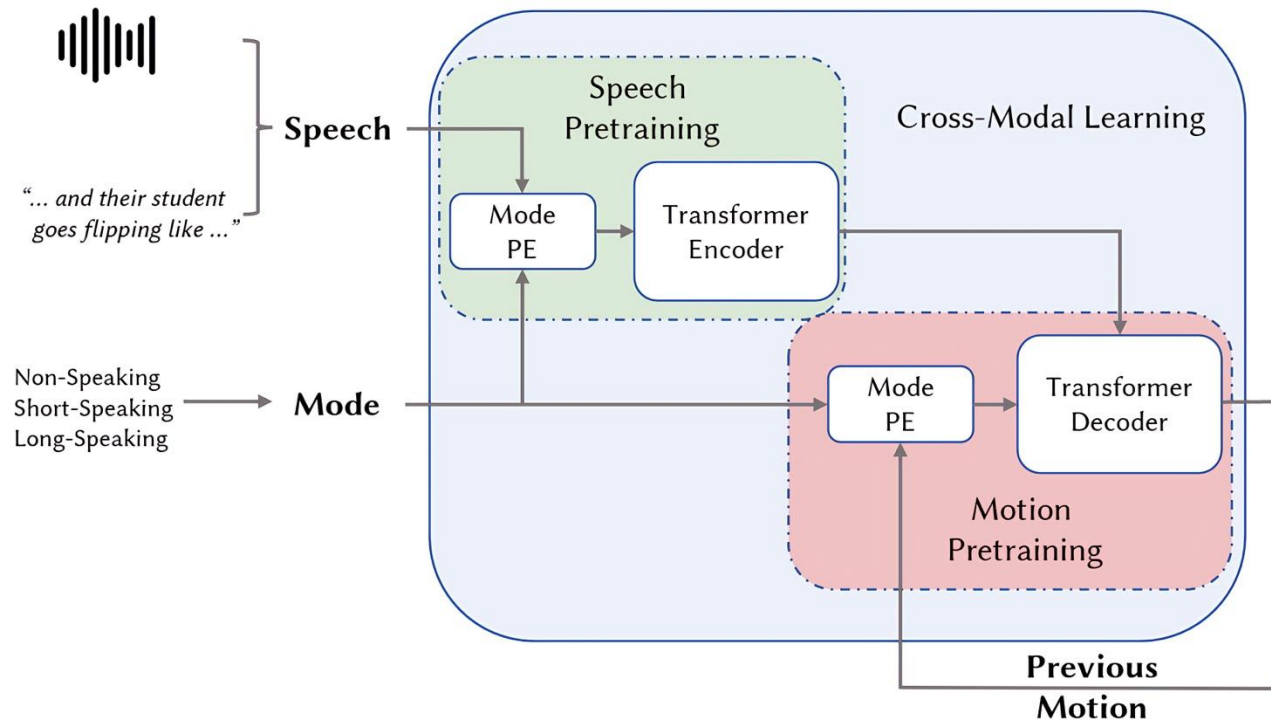 Speech
Pretraining
Cross-Modal Learning
Speech
“... and their student
goes flipping like ...”
Mode
PE
Transformer
Encoder
Non-Speaking
Short-Speaking
Long-Speaking
Mode
Mode
PE
Transformer
Decoder
Motion
Pretraining
Previous
Motion